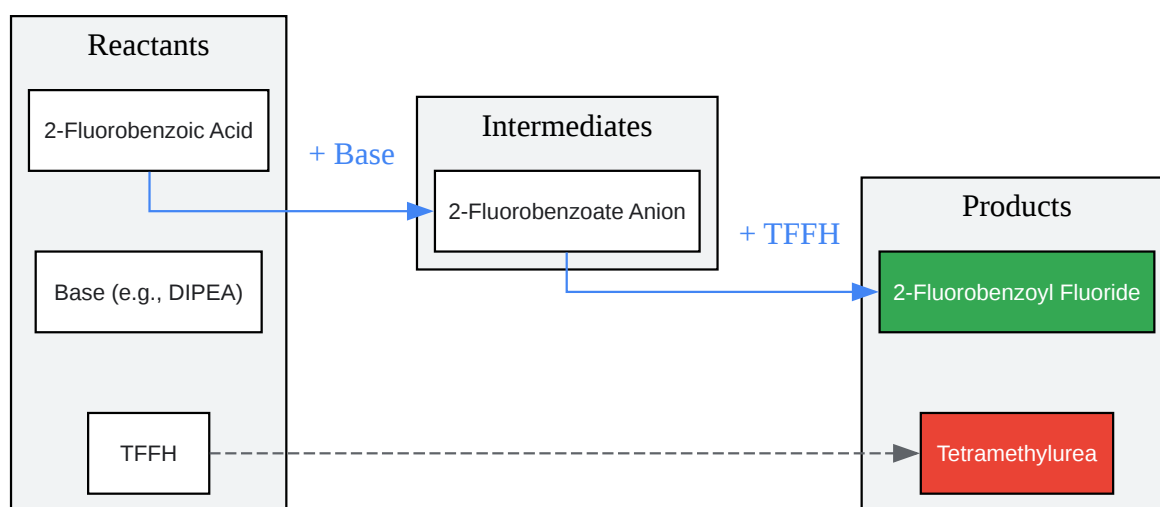 Reactants
2-Fluorobenzoic Acid
Base (e.g., DIPEA)
TFFH
+ Base
Intermediates
2-Fluorobenzoate Anion
+ TFFH
Products
2-Fluorobenzoyl Fluoride
Tetramethylurea